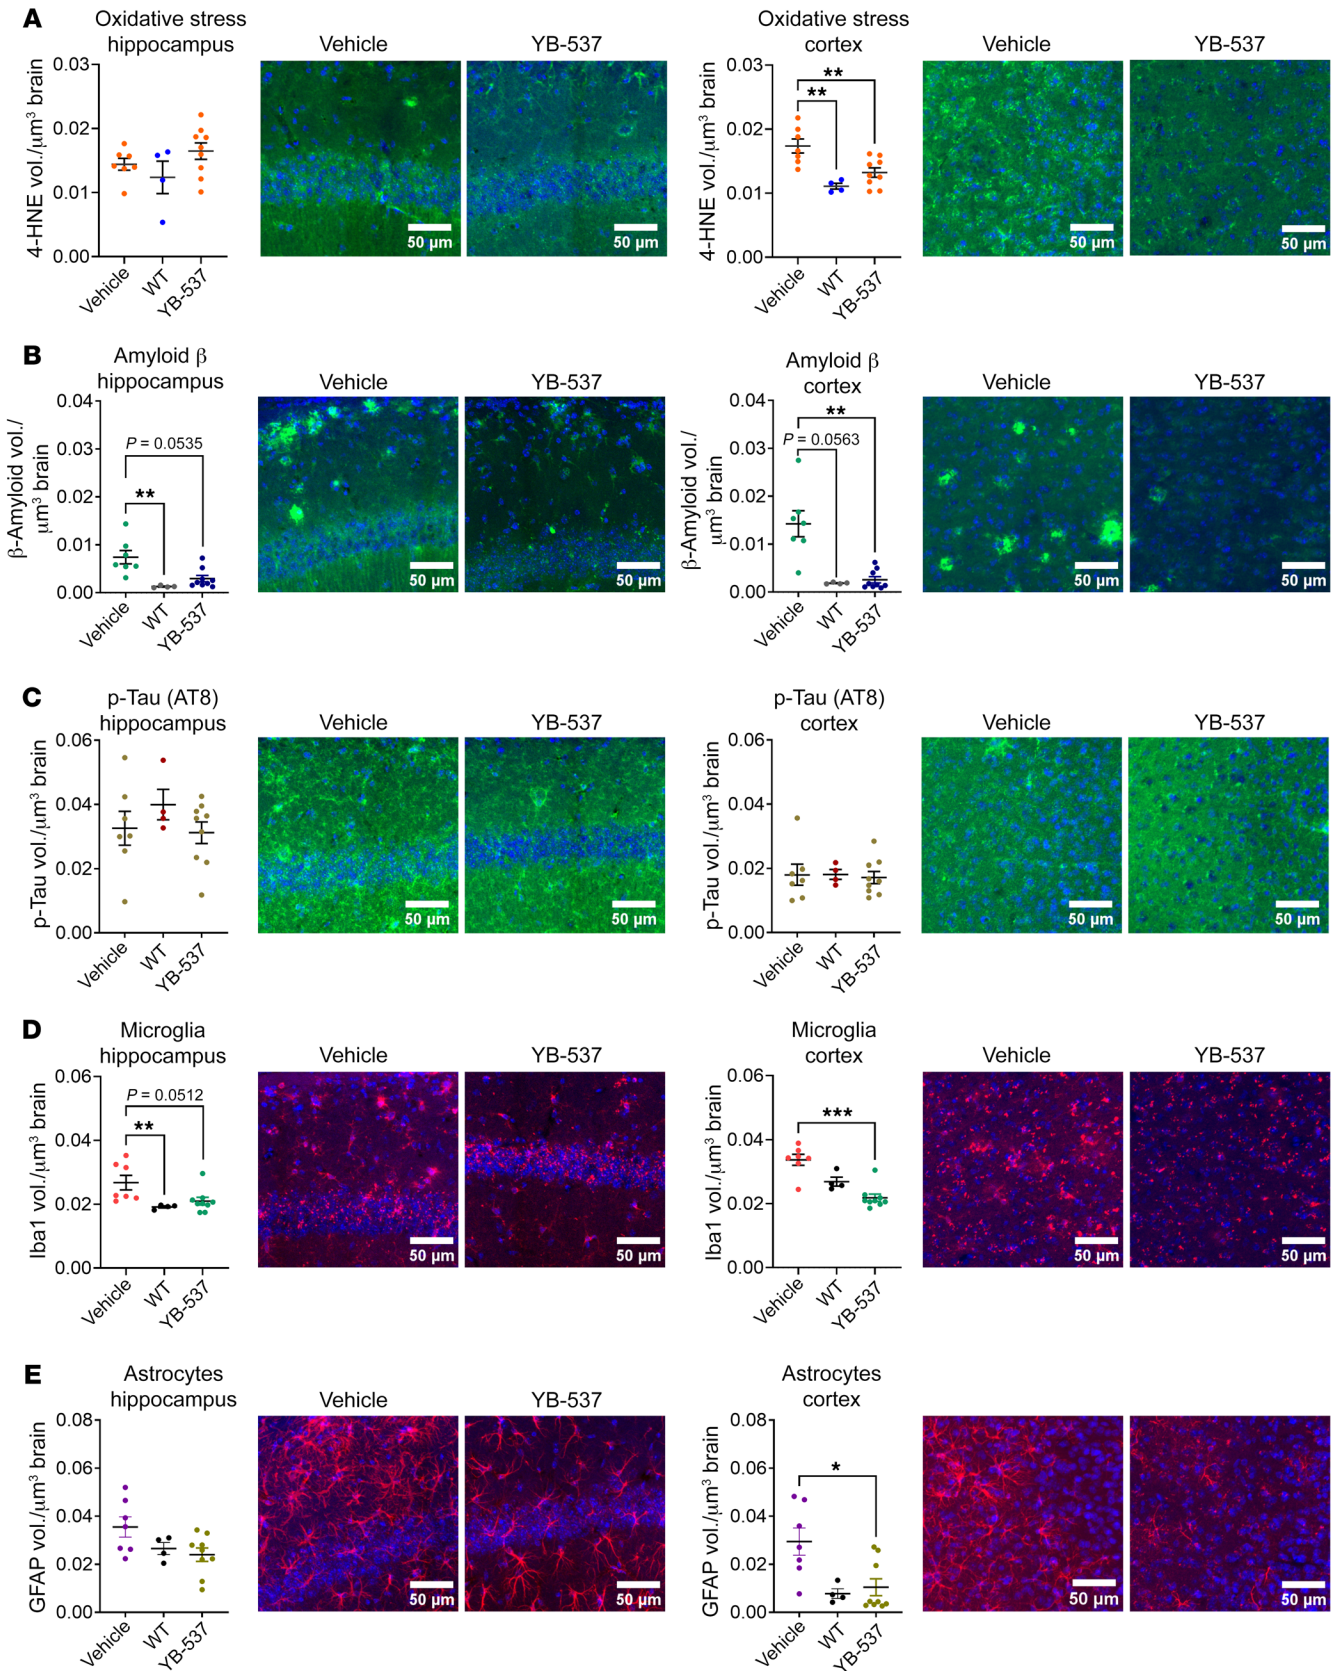 A
Oxidative stress
hippocampus
Vehicle
YB-537
Oxidative stress
cortex
Vehicle
YB-537
4-HNE vol./μm³ brain
0.03
0.02
0.01
0.00
Vehicle
WT
YB-537
50 μm
50 μm
4-HNE vol./μm³ brain
0.03
0.02
0.01
0.00
**
**
Vehicle
WT
YB-537
50 μm
50 μm
B
Amyloid β
hippocampus
Vehicle
YB-537
Amyloid β
cortex
Vehicle
YB-537
β-Amyloid vol./
μm³ brain
0.04
0.03
0.02
0.01
0.00
P = 0.0535
**
Vehicle
WT
YB-537
50 μm
50 μm
β-Amyloid vol./
μm³ brain
0.04
0.03
0.02
0.01
0.00
**
P = 0.0563
Vehicle
WT
YB-537
50 μm
50 μm
C
p-Tau (AT8)
hippocampus
Vehicle
YB-537
p-Tau (AT8)
cortex
Vehicle
YB-537
p-Tau vol./μm³ brain
0.06
0.04
0.02
0.00
Vehicle
WT
YB-537
50 μm
50 μm
p-Tau vol./μm³ brain
0.06
0.04
0.02
0.00
Vehicle
WT
YB-537
50 μm
50 μm
D
Microglia
hippocampus
Vehicle
YB-537
Microglia
cortex
Vehicle
YB-537
Iba1 vol./μm³ brain
0.06
0.04
0.02
0.00
P = 0.0512
**
Vehicle
WT
YB-537
50 μm
50 μm
Iba1 vol./μm³ brain
0.06
0.04
0.02
0.00
***
Vehicle
WT
YB-537
50 μm
50 μm
E
Astrocytes
hippocampus
Vehicle
YB-537
Astrocytes
cortex
Vehicle
YB-537
GFAP vol./μm³ brain
0.08
0.06
0.04
0.02
0.00
Vehicle
WT
YB-537
50 μm
50 μm
GFAP vol./μm³ brain
0.08
0.06
0.04
0.02
0.00
*
Vehicle
WT
YB-537
50 μm
50 μm